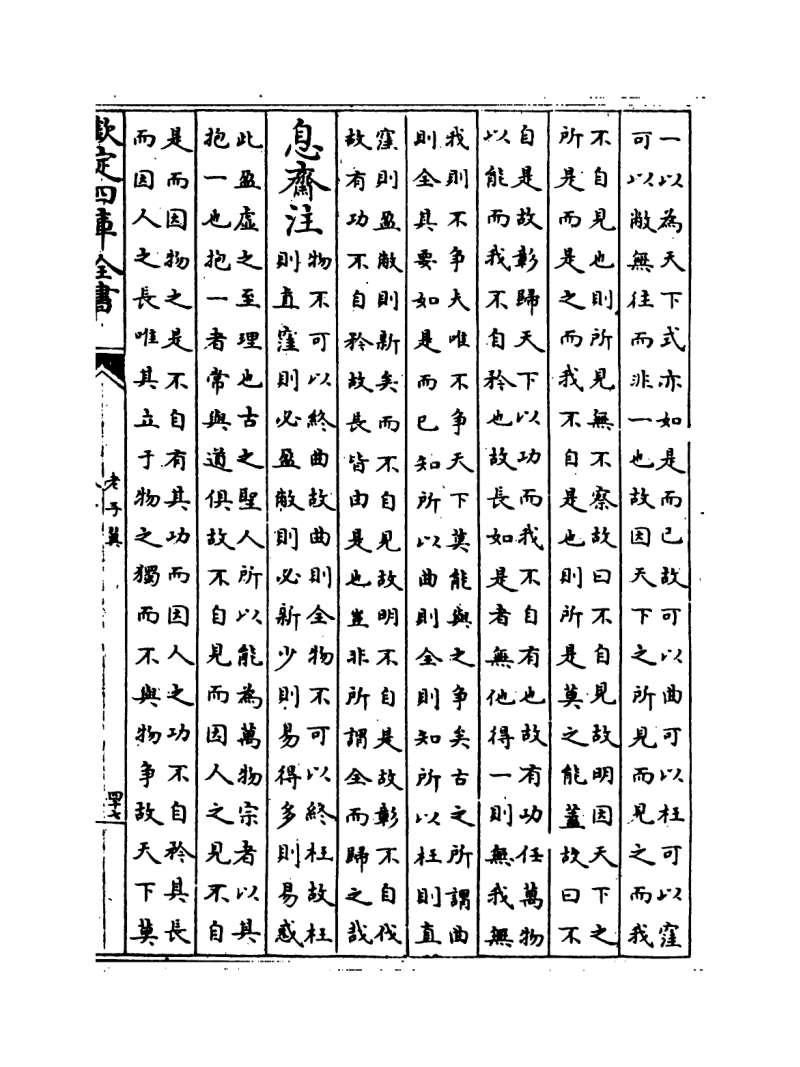 一以為天下式亦如是而已故可以曲可以枉可以窪
可以敝無往而非一也故因天下之所見而見之而我
不自見也則所見無不察故曰不自見故明因天下之
所是而是之而我不自是也則所是莫之能蓋故曰不
自是故彰歸天下以功而我不自有也故有功任萬物
以能而我不自矜也故長如是者無他得一則無我無
我則不爭夫唯不爭天下莫能與之爭矣古之所謂曲
則全其要如是而已知所以曲則全則知所以枉則直
窪則盈敝則新矣而不自見故明不自是故彰不自伐
故有功不自矜故長皆由是也豈非所謂全而歸之哉
息齋注
物不可以終曲故曲則全物不可以終枉故枉
則直窪則必盈敝則必新少則易得多則易惑
此盈虚之至理也古之聖人所以能為萬物宗者以其
抱一也抱一者常與道俱故不自見而因人之見不自
是而因物之是不自有其功而因人之功不自矜其長
而因人之長唯其立于物之獨而不與物爭故天下莫
欽定四庫全書
老子翼
四十七